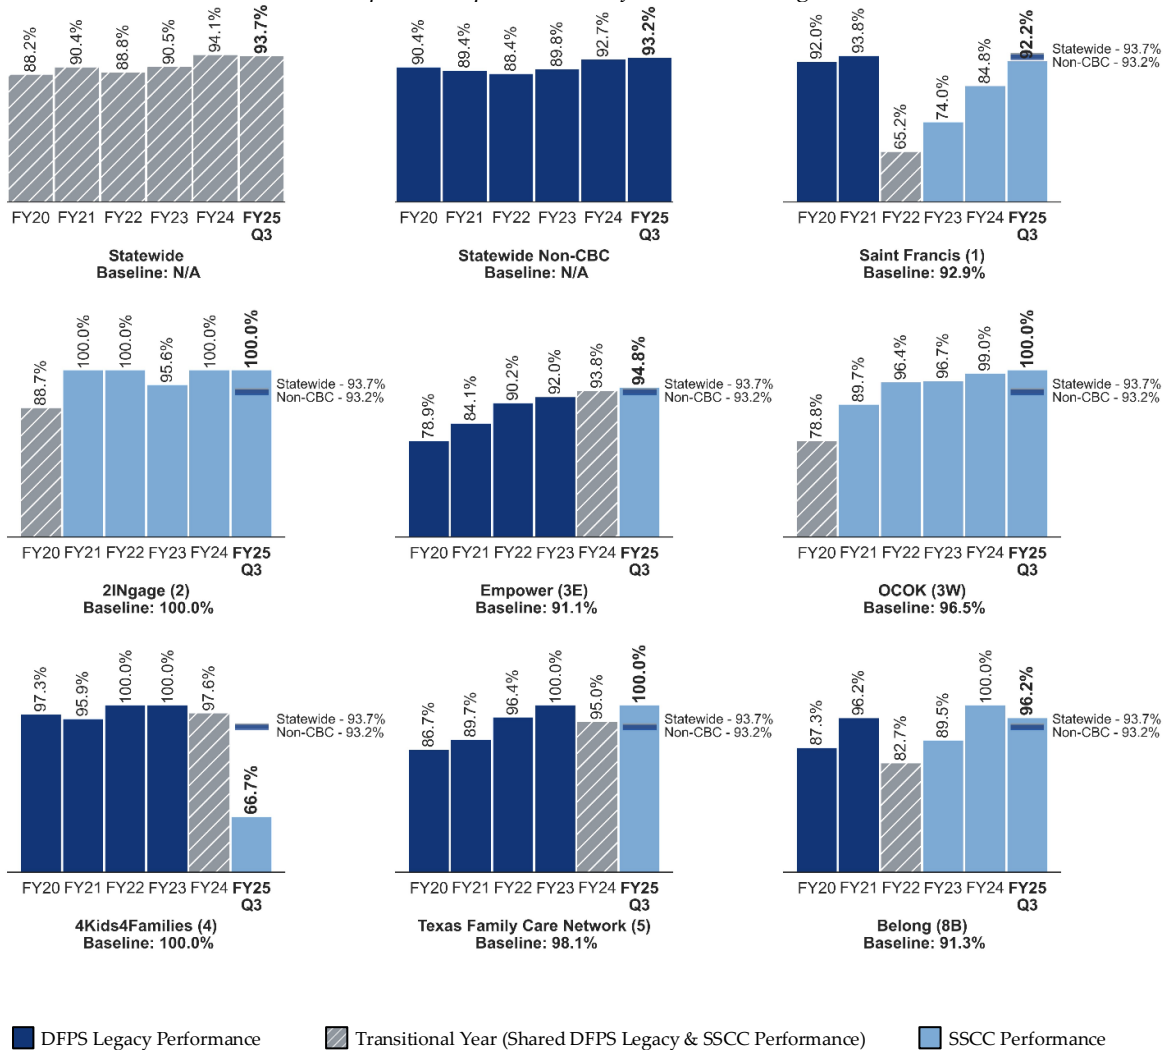 88.2% 90.4% 88.8% 90.5% 94.1% 93.7%
FY20 FY21 FY22 FY23 FY24 FY25
Q3
Statewide
Baseline: N/A
90.4% 89.4% 88.4% 89.8% 92.7% 93.2%
FY20 FY21 FY22 FY23 FY24 FY25
Q3
Statewide Non-CBC
Baseline: N/A
92.0% 93.8% 65.2% 74.0% 84.8% 92.2%
Statewide - 93.7%
Non-CBC - 93.2%
FY20 FY21 FY22 FY23 FY24 FY25
Q3
Saint Francis (1)
Baseline: 92.9%
88.7% 100.0% 100.0% 95.6% 100.0% 100.0%
Statewide - 93.7%
Non-CBC - 93.2%
FY20 FY21 FY22 FY23 FY24 FY25
Q3
2INgage (2)
Baseline: 100.0%
78.9% 84.1% 90.2% 92.0% 93.8% 94.8%
Statewide - 93.7%
Non-CBC - 93.2%
FY20 FY21 FY22 FY23 FY24 FY25
Q3
Empower (3E)
Baseline: 91.1%
78.8% 89.7% 96.4% 96.7% 99.0% 100.0%
Statewide - 93.7%
Non-CBC - 93.2%
FY20 FY21 FY22 FY23 FY24 FY25
Q3
OCOK (3W)
Baseline: 96.5%
97.3% 95.9% 100.0% 100.0% 97.6% 66.7%
Statewide - 93.7%
Non-CBC - 93.2%
FY20 FY21 FY22 FY23 FY24 FY25
Q3
4Kids4Families (4)
Baseline: 100.0%
86.7% 89.7% 96.4% 100.0% 95.0% 100.0%
Statewide - 93.7%
Non-CBC - 93.2%
FY20 FY21 FY22 FY23 FY24 FY25
Q3
Texas Family Care Network (5)
Baseline: 98.1%
87.3% 96.2% 82.7% 89.5% 100.0% 96.2%
Statewide - 93.7%
Non-CBC - 93.2%
FY20 FY21 FY22 FY23 FY24 FY25
Q3
Belong (8B)
Baseline: 91.3%
DFPS Legacy Performance
Transitional Year (Shared DFPS Legacy & SSCC Performance)
SSCC Performance